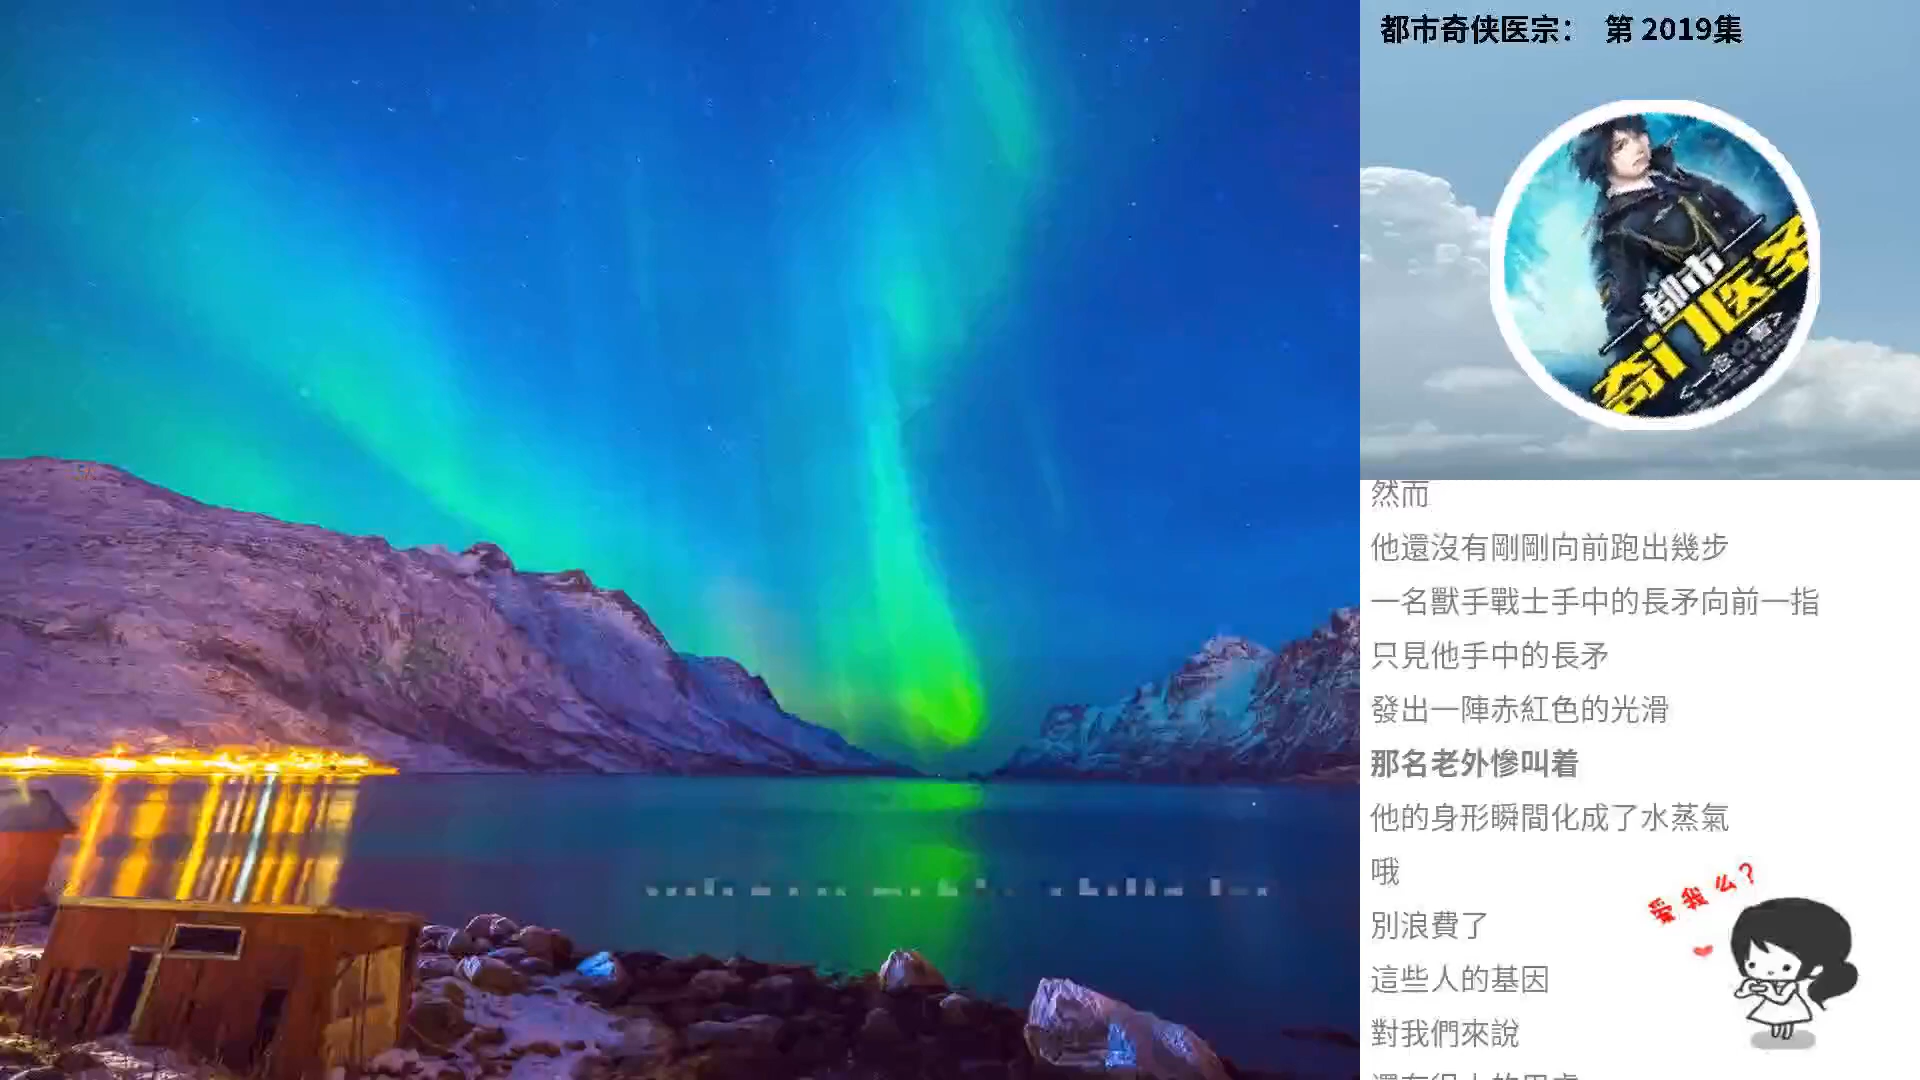 都市奇侠医宗： 第 2019集
都市
奇门医圣
然而
他還沒有剛剛向前跑出幾步
一名獸手戰士手中的長矛向前一指
只見他手中的長矛
發出一陣赤紅色的光滑
那名老外慘叫着
他的身形瞬間化成了水蒸氣
哦
別浪費了
這些人的基因
對我們來說
爱我么?